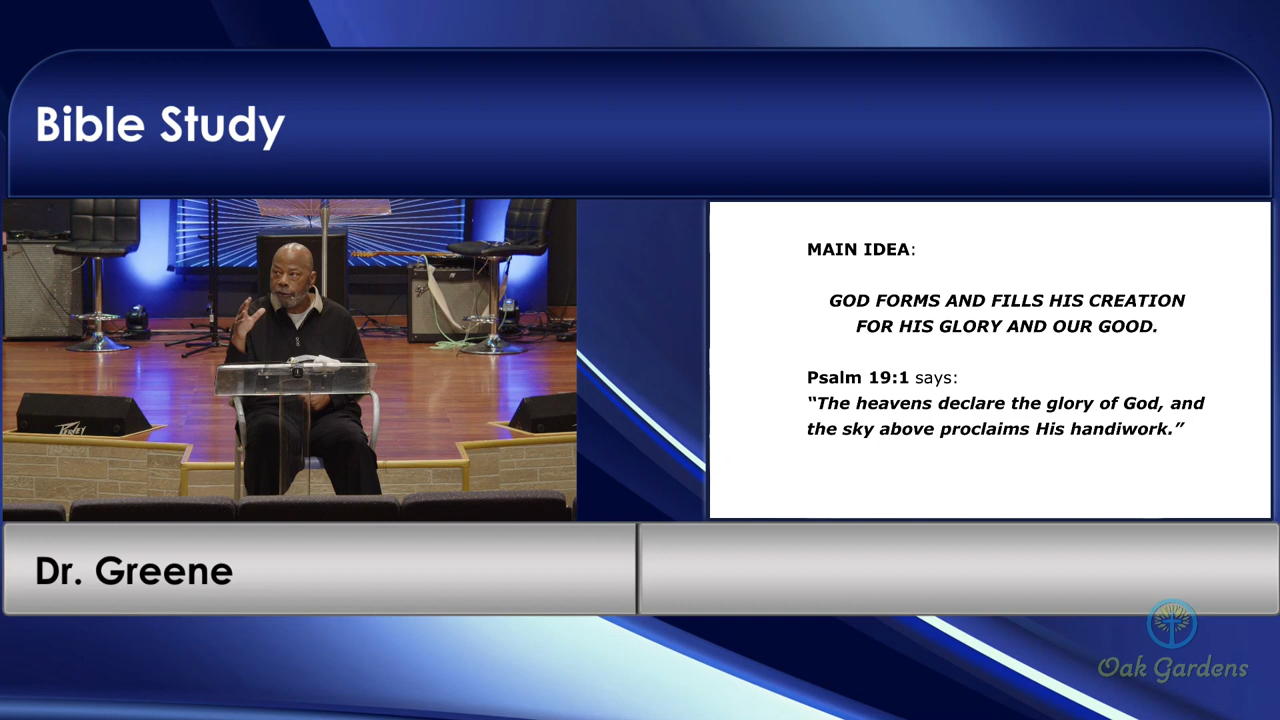 Bible Study
PEAVEY
MAIN IDEA:
GOD FORMS AND FILLS HIS CREATION
FOR HIS GLORY AND OUR GOOD.
Psalm 19:1 says:
“The heavens declare the glory of God, and
the sky above proclaims His handiwork.”
Dr. Greene
Oak Gardens